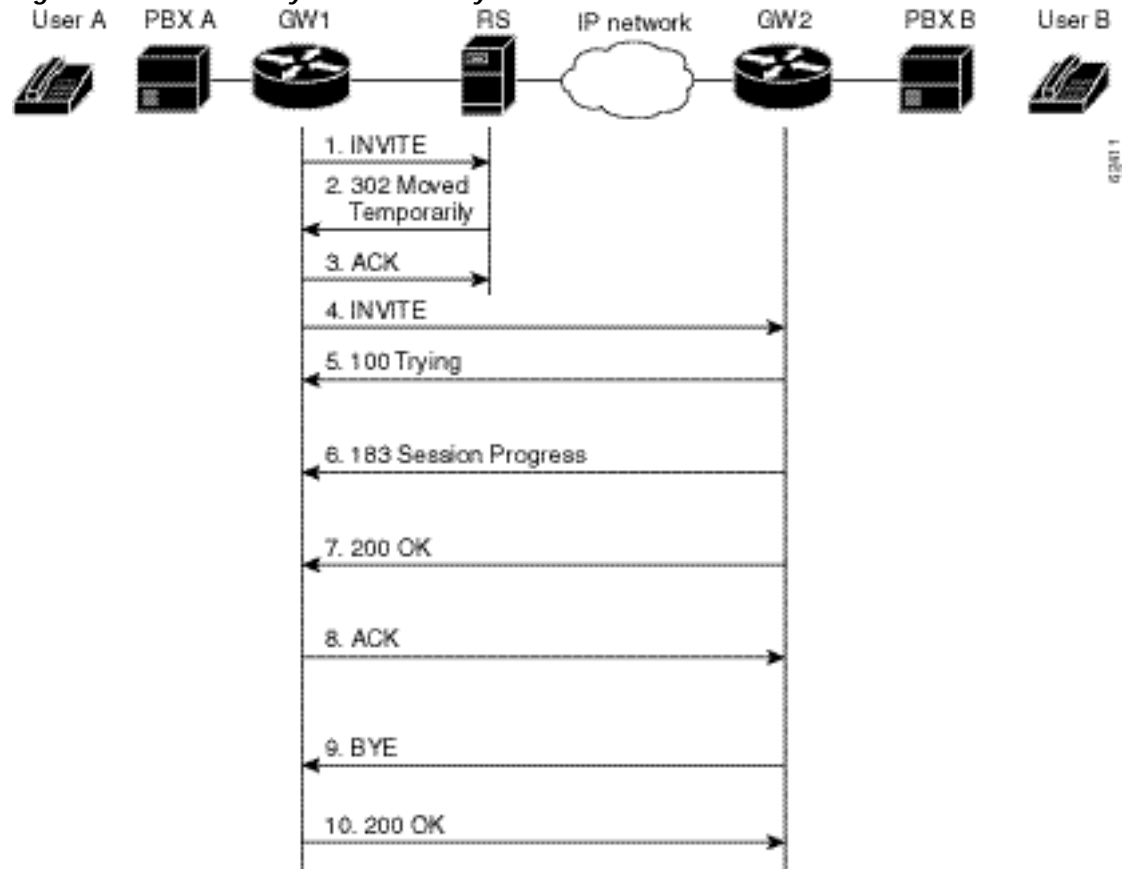 User A PBX A GW1 RS IP network GW2 PBX B User B
1. INVITE
2. 302 Moved
Temporarily
3. ACK
4. INVITE
5. 100 Trying
6. 183 Session Progress
7. 200 OK
8. ACK
9. BYE
10. 200 OK